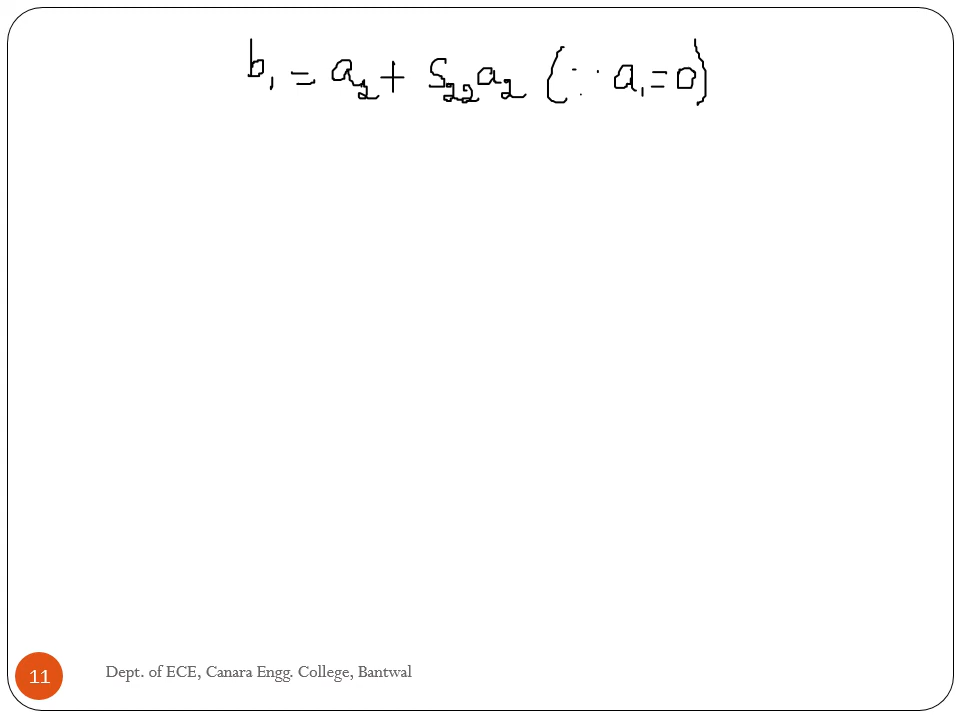 b₁ = a₂ + S₂₂a₂ (∵ a₁ = 0)
11 Dept. of ECE, Canara Engg. College, Bantwal